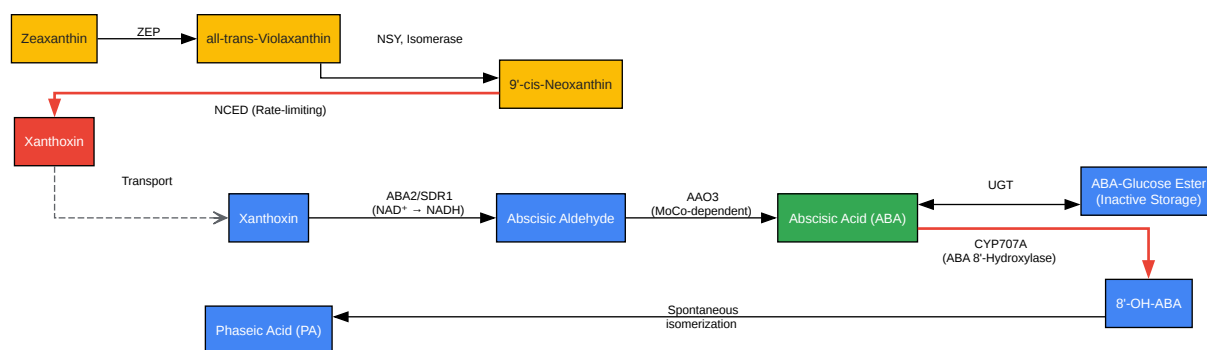 Zeaxanthin
ZEP
all-trans-Violaxanthin
NSY, Isomerase
9'-cis-Neoxanthin
NCED (Rate-limiting)
Xanthoxin
Transport
Xanthoxin
ABA2/SDR1
(NAD⁺ → NADH)
Abscisic Aldehyde
AAO3
(MoCo-dependent)
Abscisic Acid (ABA)
UGT
ABA-Glucose Ester
(Inactive Storage)
CYP707A
(ABA 8'-Hydroxylase)
8'-OH-ABA
Spontaneous
isomerization
Phaseic Acid (PA)